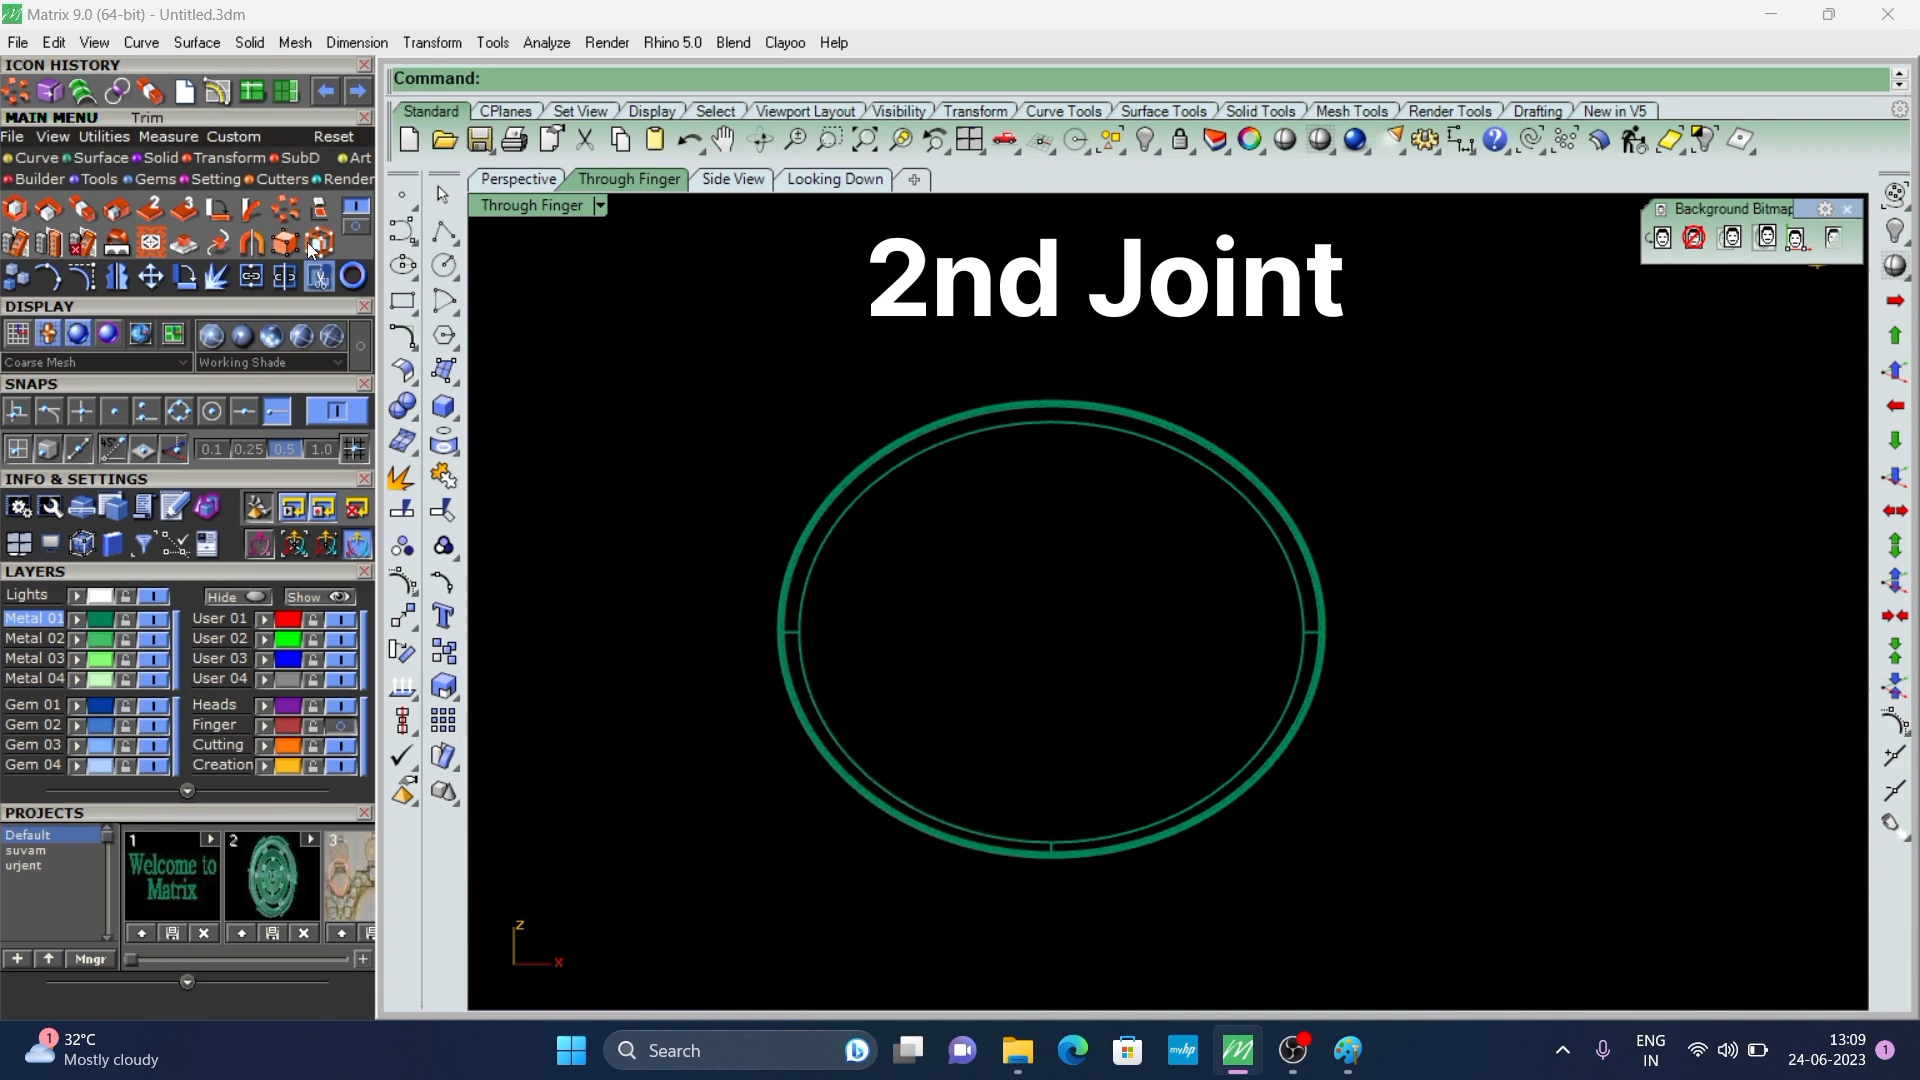 Matrix 9.0 (64-bit) - Untitled.3dm
File Edit View Curve Surface Solid Mesh Dimension Transform Tools Analyze Render Rhino 5.0 Blend Clayoo Help
ICON HISTORY
Command:
MAIN MENU Trim
Standard CPlanes Set View Display Select Viewport Layout Visibility Transform Curve Tools Surface Tools Solid Tools Mesh Tools Render Tools Drafting New in V5
File View Utilities Measure Custom Reset
Curve Surface Solid Transform SubD Art
Builder Tools Gems Setting Cutters Render
Perspective Through Finger Side View Looking Down
Through Finger
Background Bitmap
2nd Joint
DISPLAY
Coarse Mesh Working Shade
SNAPS
45°
0.1 0.25 0.5 1.0
INFO & SETTINGS
LAYERS
Lights Hide Show
Metal 01 User 01
Metal 02 User 02
Metal 03 User 03
Metal 04 User 04
Gem 01 Heads
Gem 02 Finger
Gem 03 Cutting
Gem 04 Creation
PROJECTS
Default
suvam
urjent
1 2 3
Welcome to
Matrix
Mngr
z
x
1
32°C
Mostly cloudy
Search
myhp
ENG
IN
13:09
24-06-2023
1